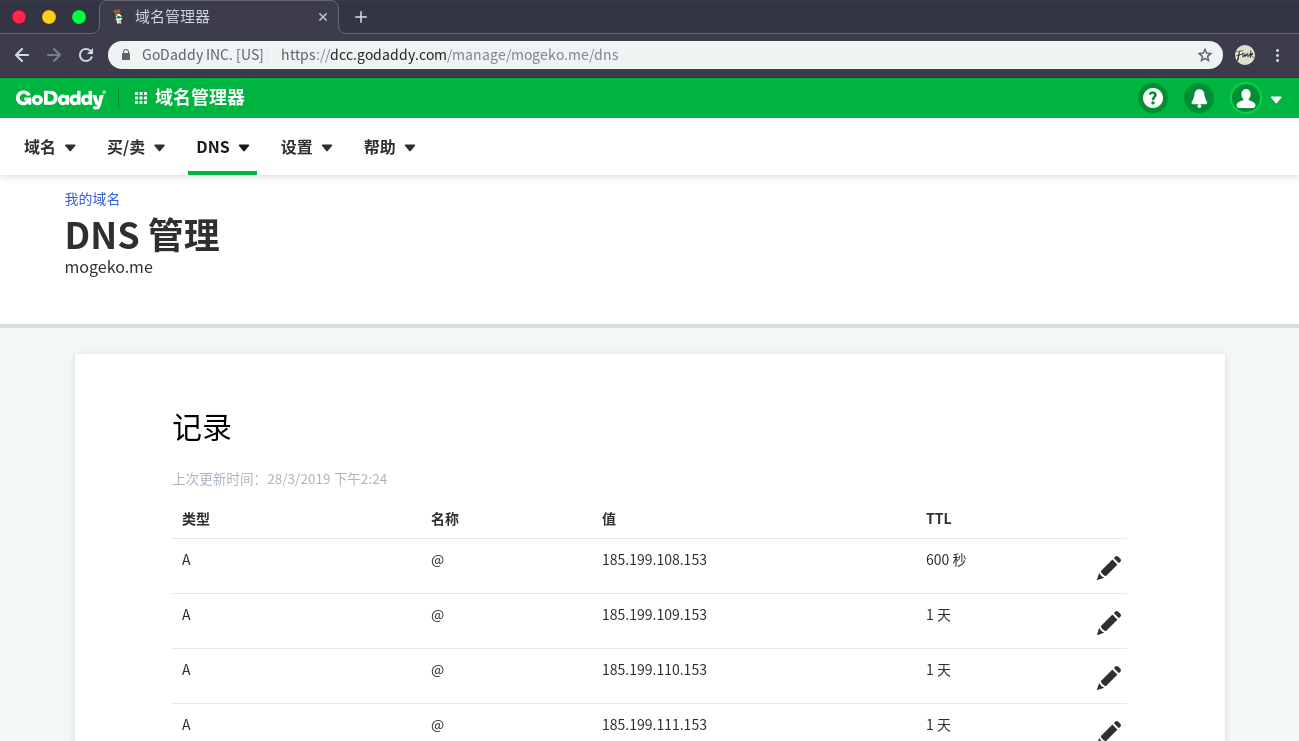 域名管理器
GoDaddy INC. [US] https://dcc.godaddy.com/manage/mogeko.me/dns
GoDaddy 域名管理器
域名 买/卖 DNS 设置 帮助
我的域名
DNS 管理
mogeko.me
记录
上次更新时间：28/3/2019 下午2:24
类型 名称 值 TTL
A @ 185.199.108.153 600 秒
A @ 185.199.109.153 1 天
A @ 185.199.110.153 1 天
A @ 185.199.111.153 1 天